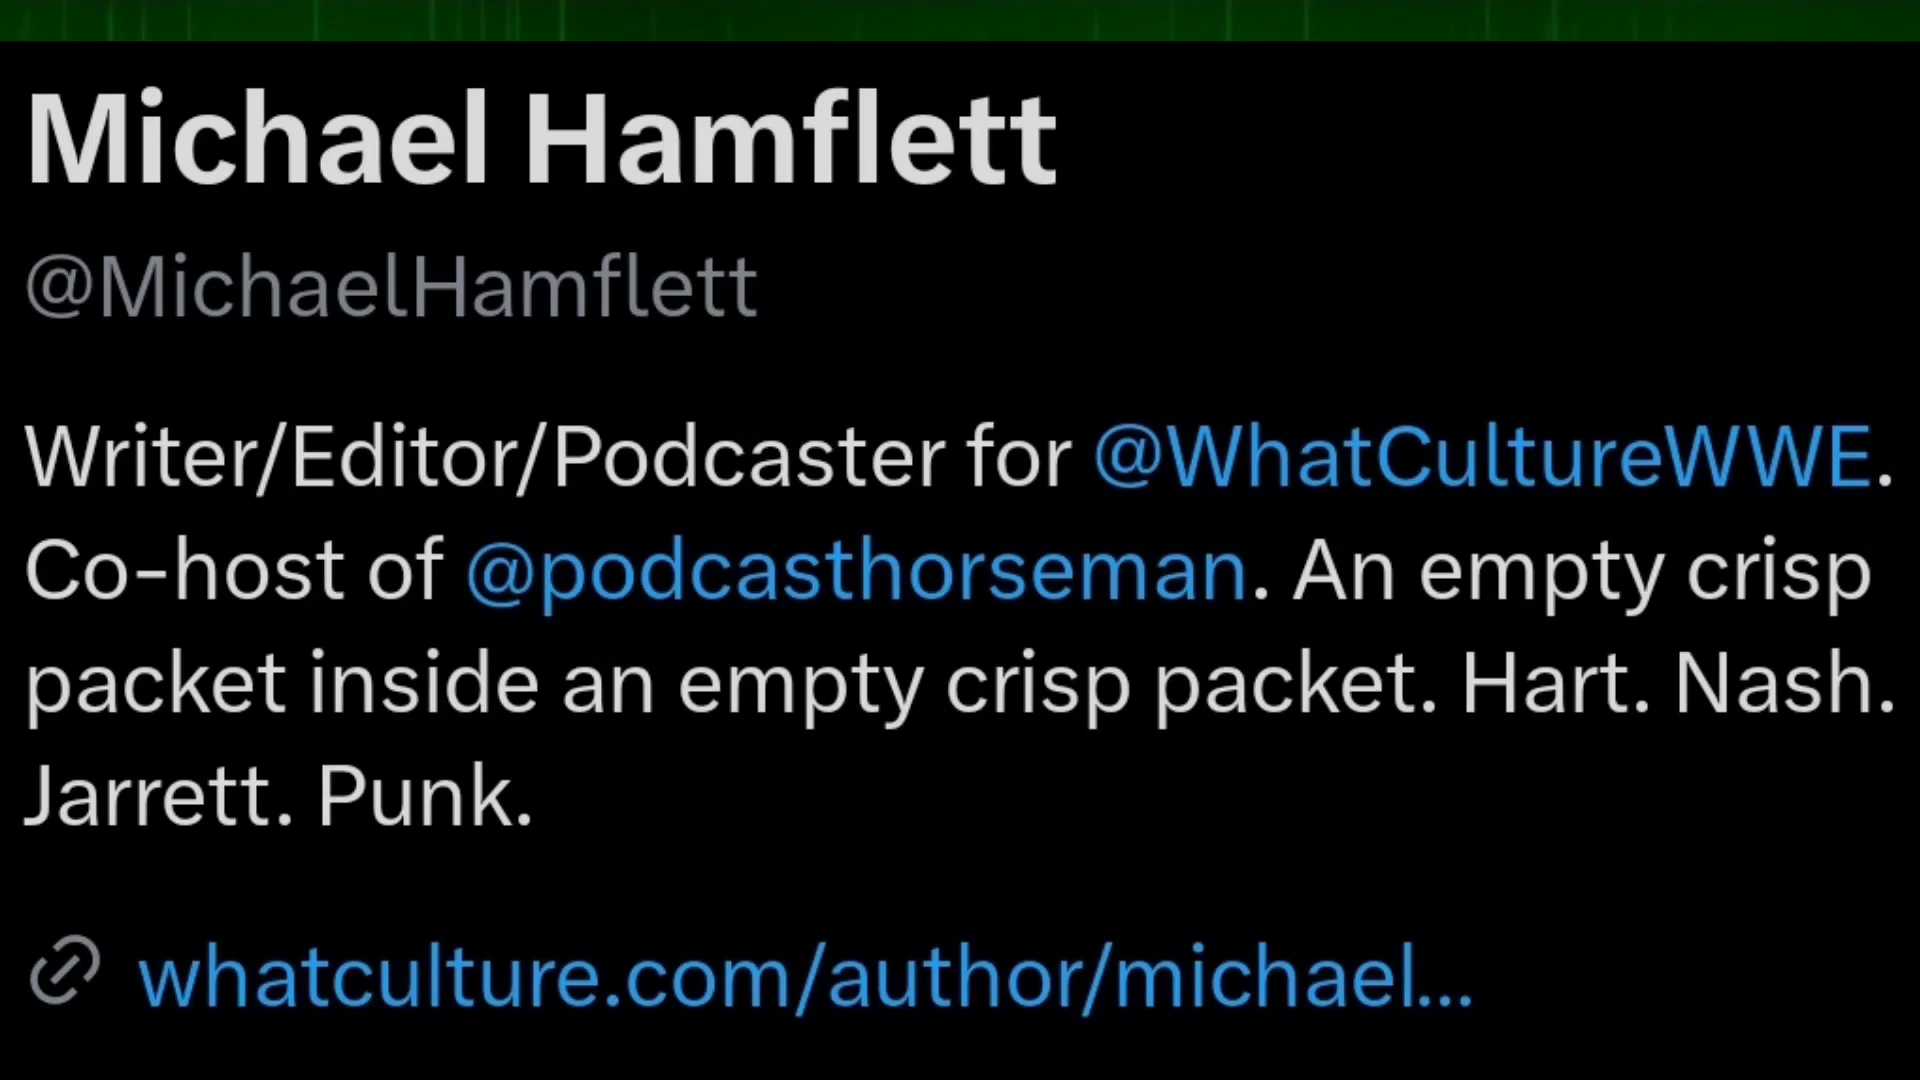 Michael Hamflett
@MichaelHamflett
Writer/Editor/Podcaster for @WhatCultureWWE.
Co-host of @podcasthorseman. An empty crisp
packet inside an empty crisp packet. Hart. Nash.
Jarrett. Punk.
whatculture.com/author/michael...